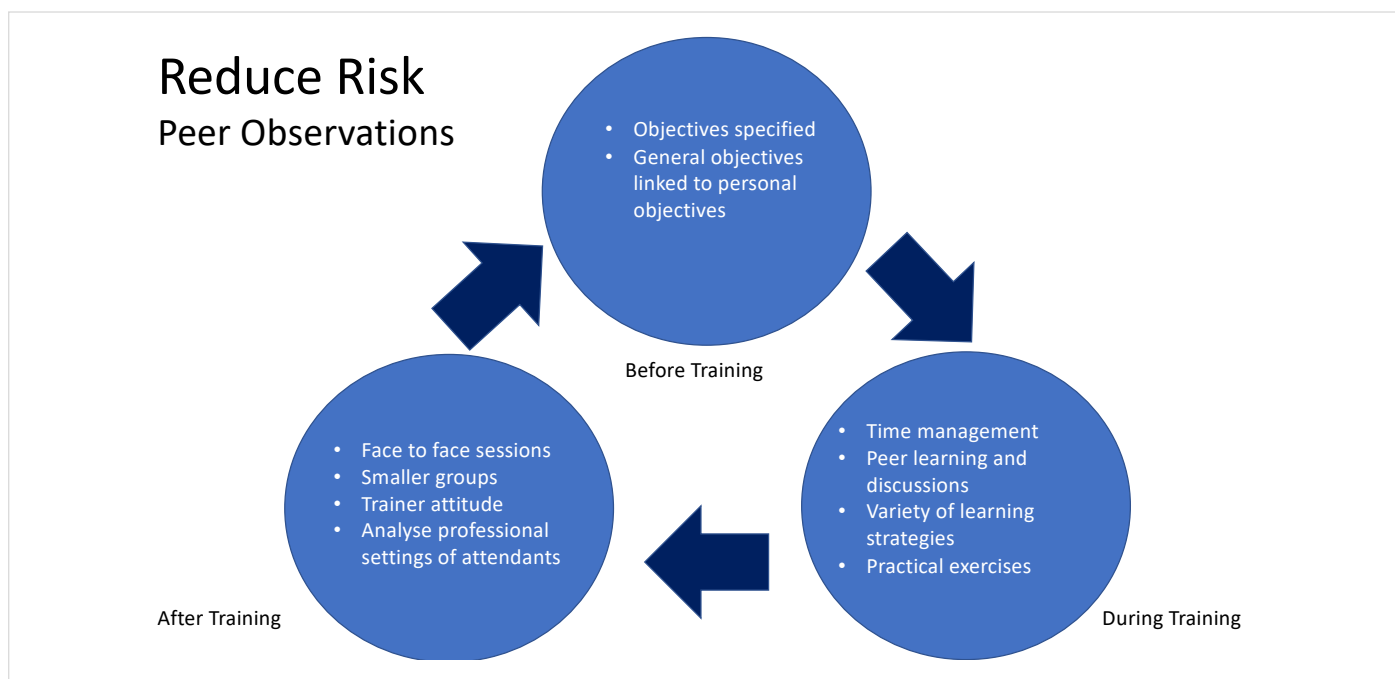 Reduce Risk
Peer Observations
• Objectives specified
• General objectives
linked to personal
objectives
Before Training
• Time management
• Peer learning and
discussions
• Variety of learning
strategies
• Practical exercises
During Training
• Face to face sessions
• Smaller groups
• Trainer attitude
• Analyse professional
settings of attendants
After Training